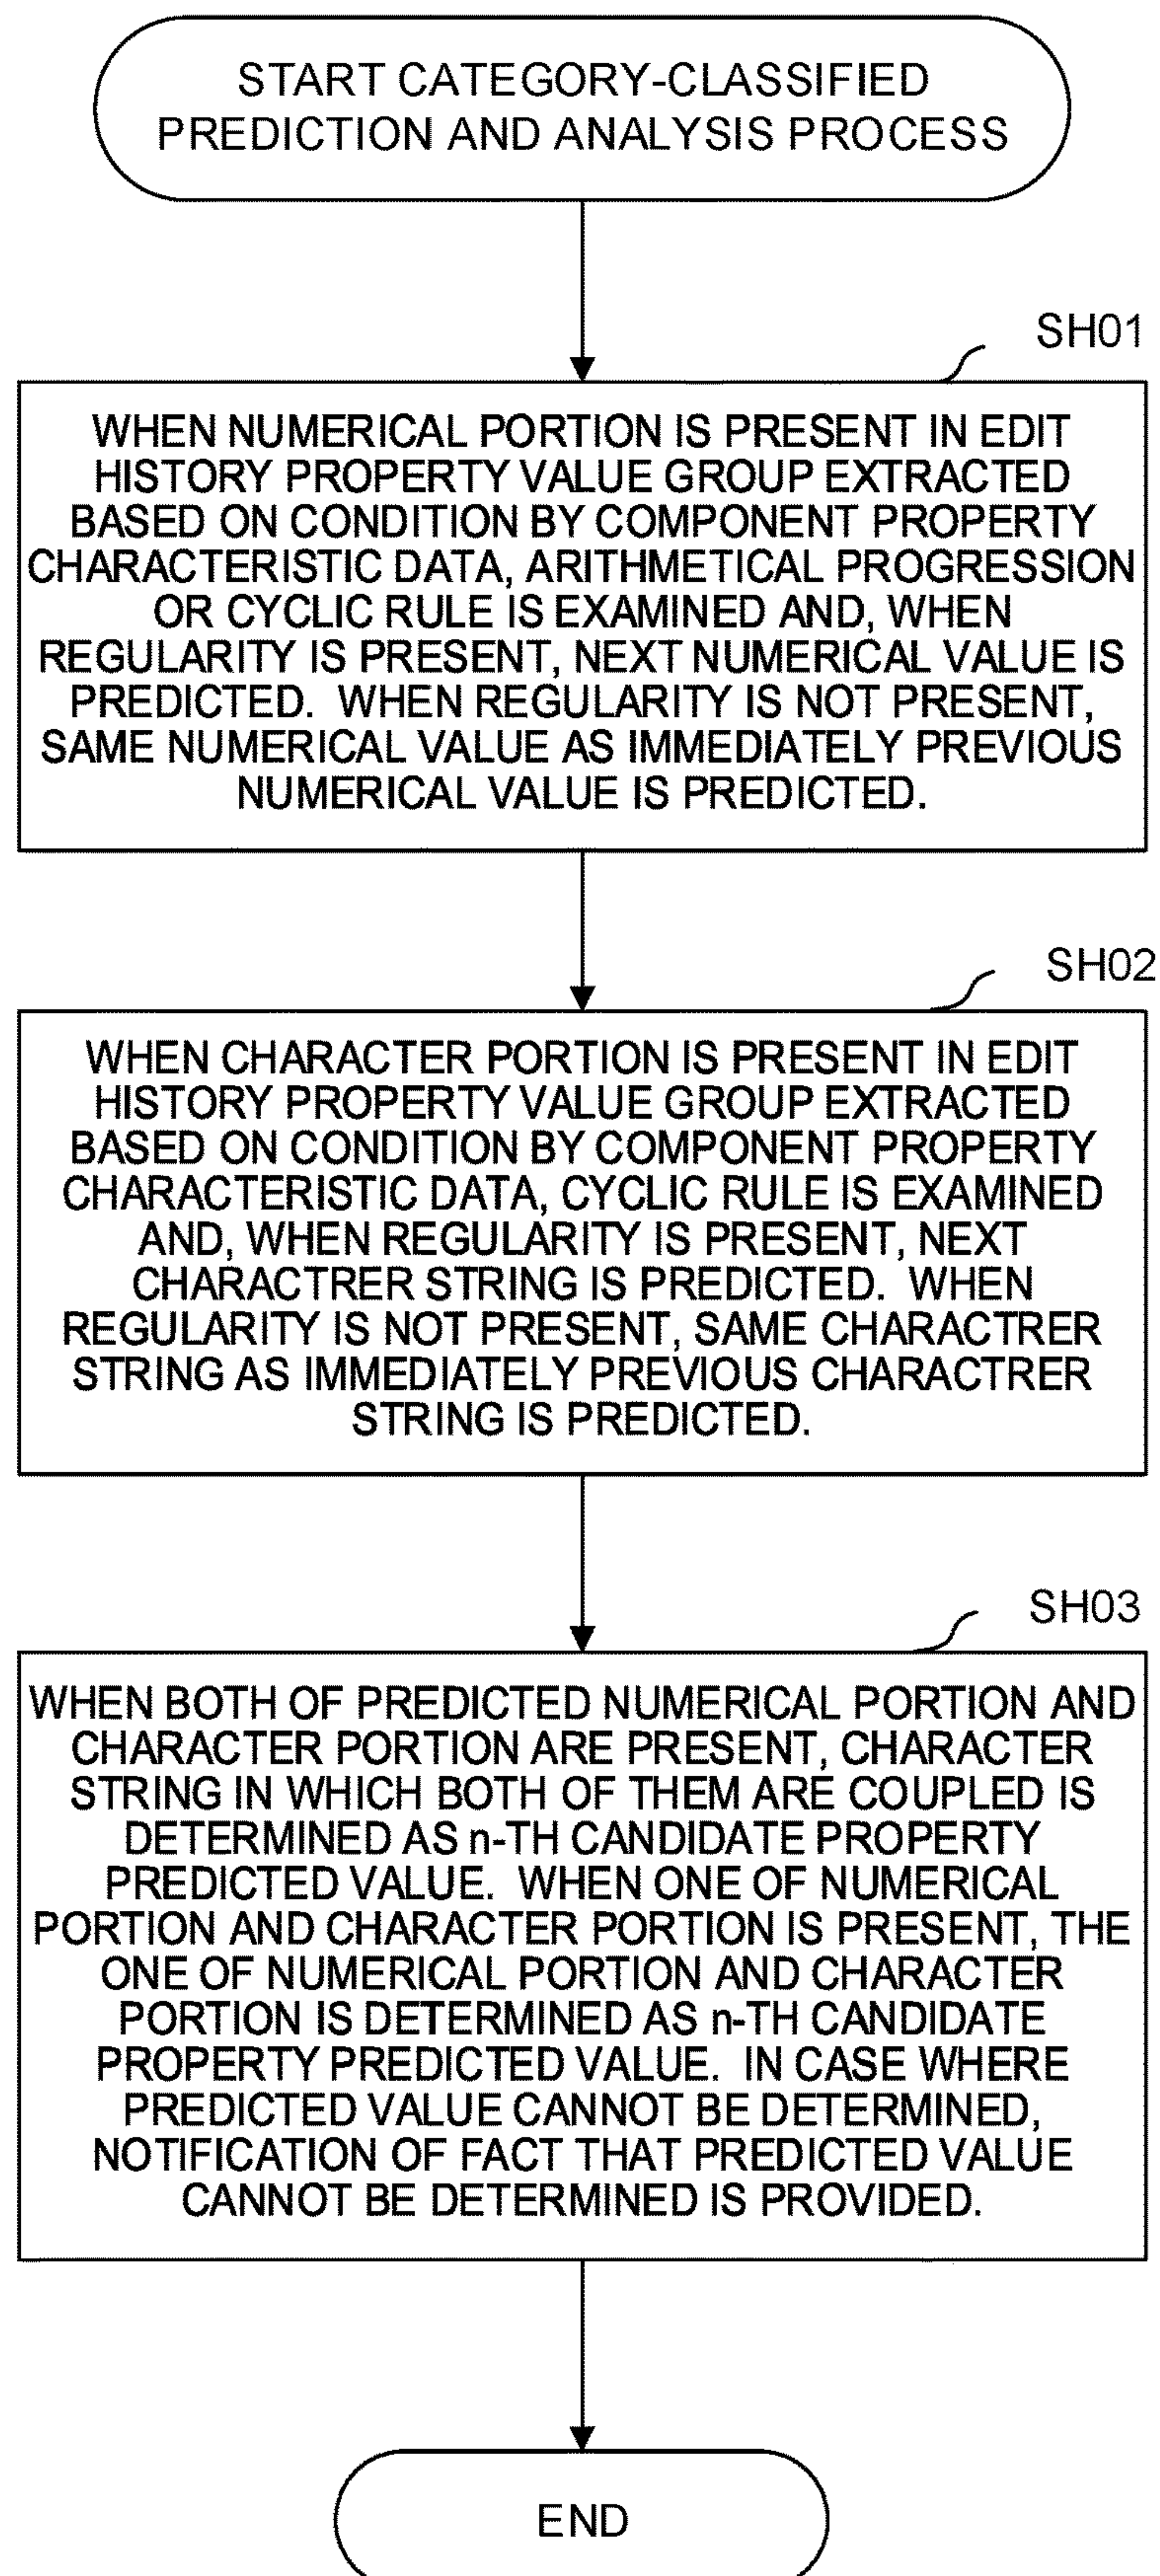 START CATEGORY-CLASSIFIED
PREDICTION AND ANALYSIS PROCESS
SH01
WHEN NUMERICAL PORTION IS PRESENT IN EDIT
HISTORY PROPERTY VALUE GROUP EXTRACTED
BASED ON CONDITION BY COMPONENT PROPERTY
CHARACTERISTIC DATA, ARITHMETICAL PROGRESSION
OR CYCLIC RULE IS EXAMINED AND, WHEN
REGULARITY IS PRESENT, NEXT NUMERICAL VALUE IS
PREDICTED. WHEN REGULARITY IS NOT PRESENT,
SAME NUMERICAL VALUE AS IMMEDIATELY PREVIOUS
NUMERICAL VALUE IS PREDICTED.
SH02
WHEN CHARACTER PORTION IS PRESENT IN EDIT
HISTORY PROPERTY VALUE GROUP EXTRACTED
BASED ON CONDITION BY COMPONENT PROPERTY
CHARACTERISTIC DATA, CYCLIC RULE IS EXAMINED
AND, WHEN REGULARITY IS PRESENT, NEXT
CHARACTRER STRING IS PREDICTED. WHEN
REGULARITY IS NOT PRESENT, SAME CHARACTRER
STRING AS IMMEDIATELY PREVIOUS CHARACTRER
STRING IS PREDICTED.
SH03
WHEN BOTH OF PREDICTED NUMERICAL PORTION AND
CHARACTER PORTION ARE PRESENT, CHARACTER
STRING IN WHICH BOTH OF THEM ARE COUPLED IS
DETERMINED AS n-TH CANDIDATE PROPERTY
PREDICTED VALUE. WHEN ONE OF NUMERICAL
PORTION AND CHARACTER PORTION IS PRESENT, THE
ONE OF NUMERICAL PORTION AND CHARACTER
PORTION IS DETERMINED AS n-TH CANDIDATE
PROPERTY PREDICTED VALUE. IN CASE WHERE
PREDICTED VALUE CANNOT BE DETERMINED,
NOTIFICATION OF FACT THAT PREDICTED VALUE
CANNOT BE DETERMINED IS PROVIDED.
END